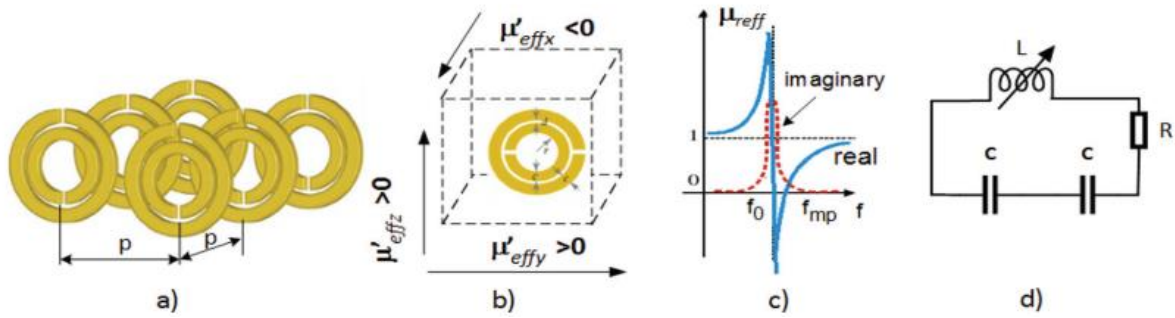 p
p
a)
μ'effx <0
μ'effz >0
r
c
μ'effy >0
b)
μreff
imaginary
1
real
0
f0
fmp
f
c)
L
R
C
C
d)